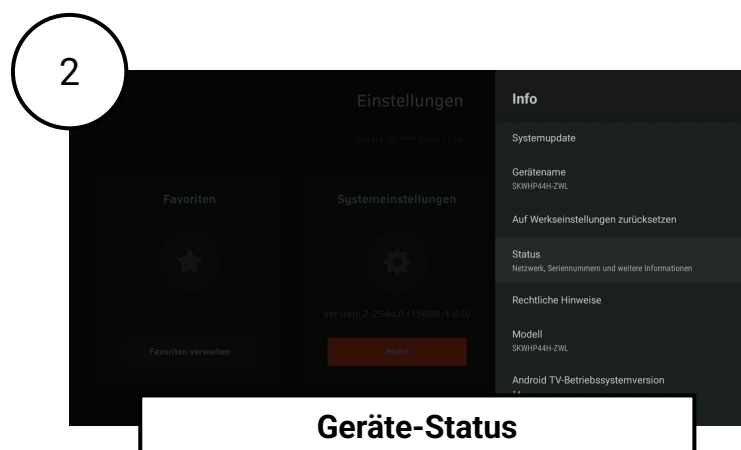 2
Einstellungen
Favoriten
Systemeinstellungen
Version: 2.2544.0 (15608-1.8.0)
Favoriten verwalten
Mehr
Info
Systemupdate
Gerätename
SKWHP44H-ZWL
Auf Werkseinstellungen zurücksetzen
Status
Netzwerk, Seriennummern und weitere Informationen
Rechtliche Hinweise
Modell
SKWHP44H-ZWL
Android TV-Betriebssystemversion
Geräte-Status